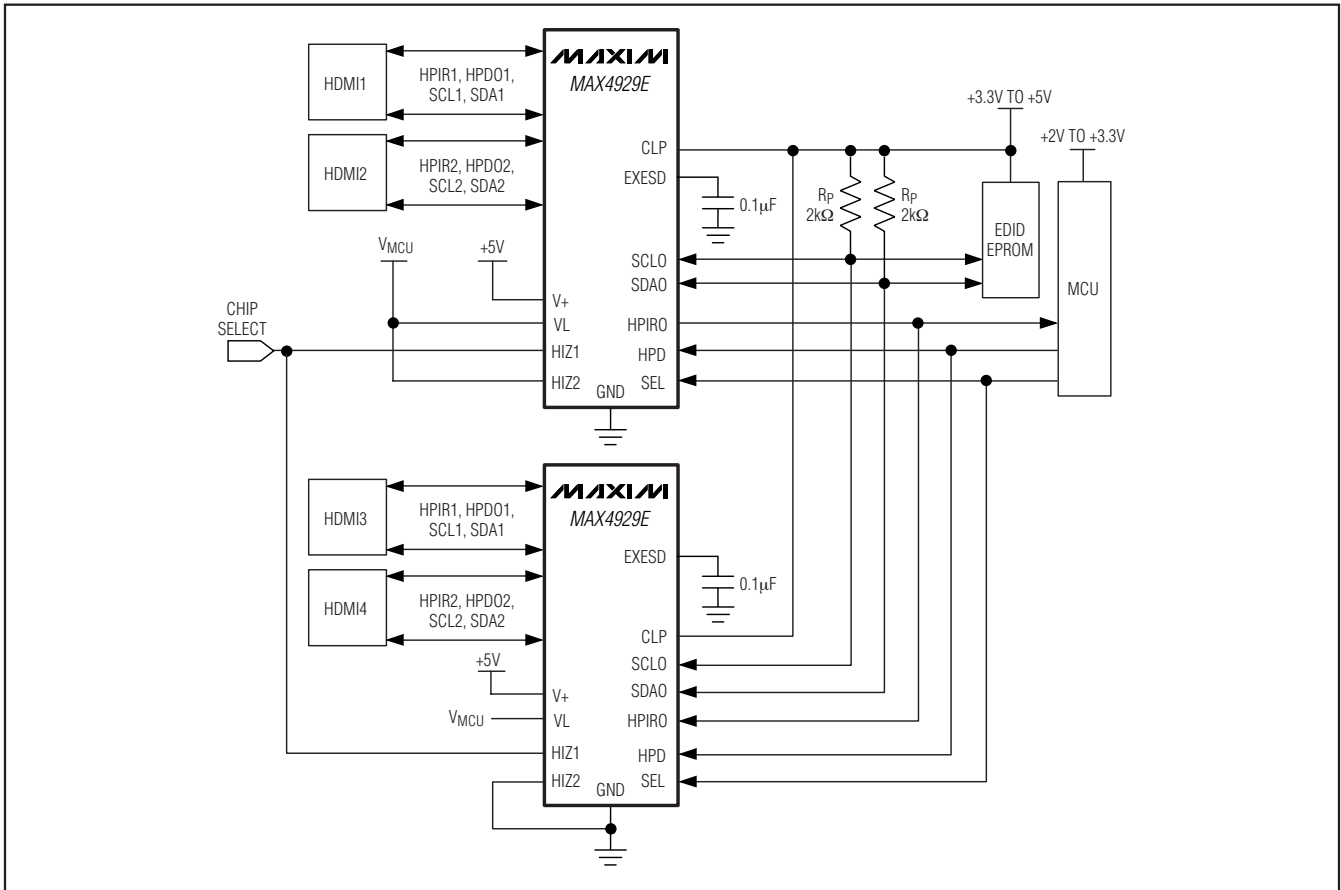 HDMI1
HPIR1, HPDO1,
SCL1, SDA1
HDMI2
HPIR2, HPDO2,
SCL2, SDA2
MAXIM
MAX4929E
CLP
EXESD
SCLO
SDAO
HPIRO
HPD
SEL
V+
VL
HIZ1
HIZ2
GND
VMCU
+5V
CHIP
SELECT
0.1μF
RP
2kΩ
RP
2kΩ
+3.3V TO +5V
+2V TO +3.3V
EDID
EPROM
MCU
HDMI3
HPIR1, HPDO1,
SCL1, SDA1
HDMI4
HPIR2, HPDO2,
SCL2, SDA2
MAXIM
MAX4929E
EXESD
0.1μF
CLP
SCLO
SDAO
HPIRO
HPD
SEL
+5V
VMCU
V+
VL
HIZ1
HIZ2
GND